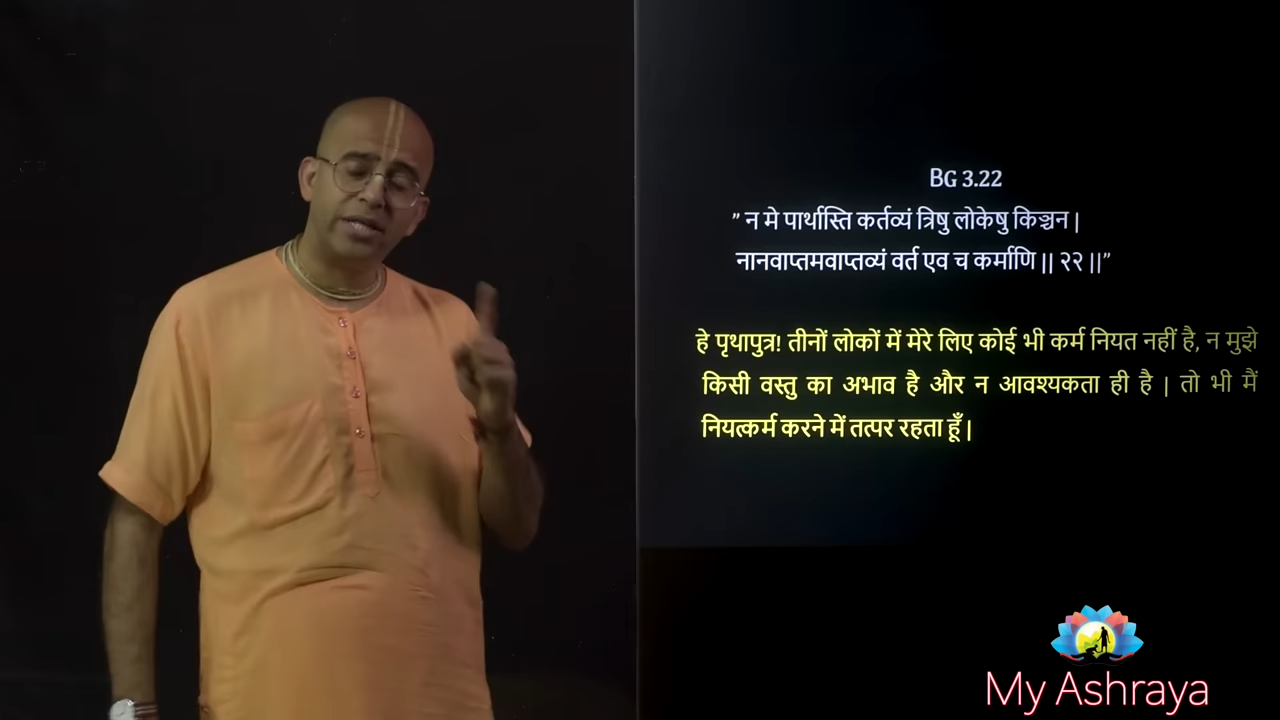 BG 3.22
” न मे पार्थास्ति कर्तव्यं त्रिषु लोकेषु किञ्चन |
नानवाप्तमवाप्तव्यं वर्त एव च कर्माणि || २२ ||”
हे पृथापुत्र! तीनों लोकों में मेरे लिए कोई भी कर्म नियत नहीं है, न मुझे
किसी वस्तु का अभाव है और न आवश्यकता ही है | तो भी मैं
नियत्कर्म करने में तत्पर रहता हूँ |
My Ashraya